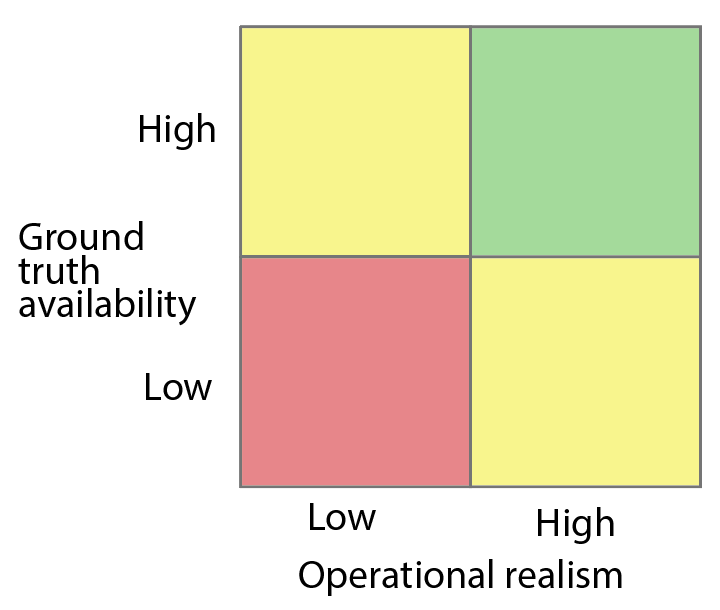 High
Ground
truth
availability
Low
Low
High
Operational realism